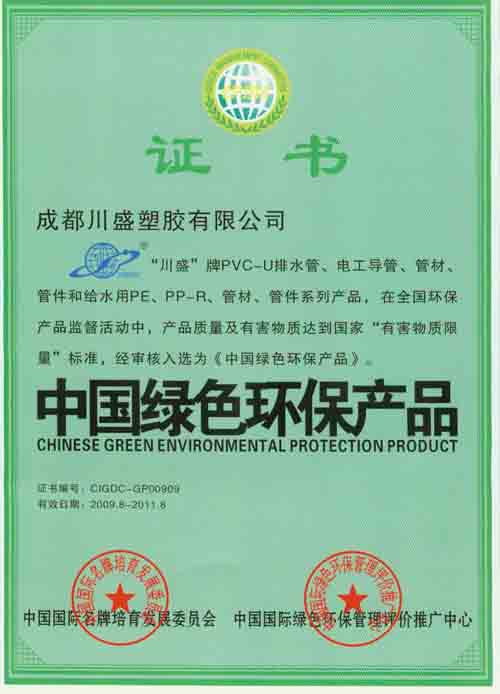 证 书
成都川盛塑胶有限公司
®“川盛”牌PVC-U排水管、电工导管、管材、
管件和给水用PE、PP-R、管材、管件系列产品，在全国环保
产品监督活动中，产品质量及有害物质达到国家“有害物质限
量”标准，经审核入选为《中国绿色环保产品》。
中国绿色环保产品
CHINESE GREEN ENVIRONMENTAL PROTECTION PRODUCT
证书编号：CIGDC-GP00909
有效日期：2009.8-2011.8
中国国际名牌培育发展委员会 中国国际绿色环保管理评价推广中心